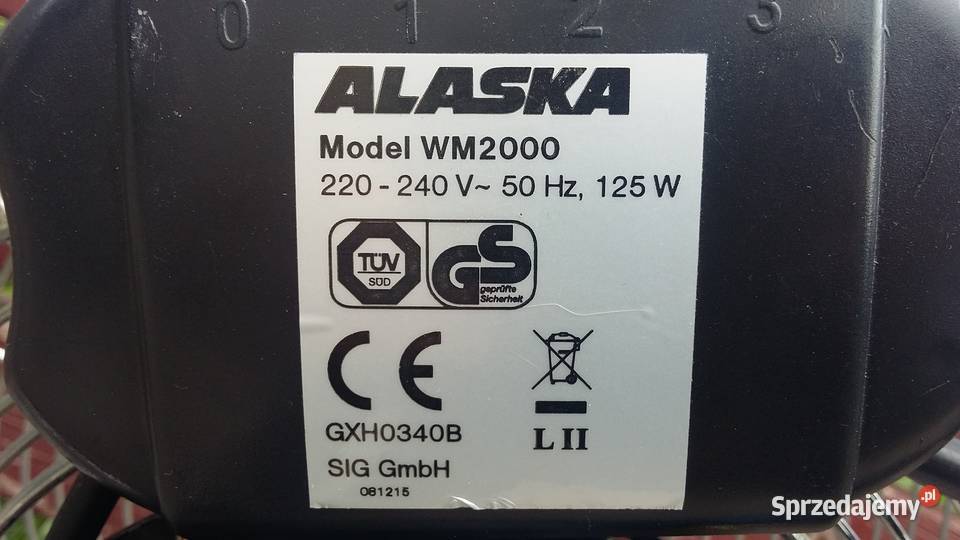 0 1 2 3
ALASKA
Model WM2000
220 - 240 V~ 50 Hz, 125 W
TÜV
SÜD
GS
geprüfte
Sicherheit
CE
GXH0340B
L II
SIG GmbH
081215
Sprzedajemy.pl